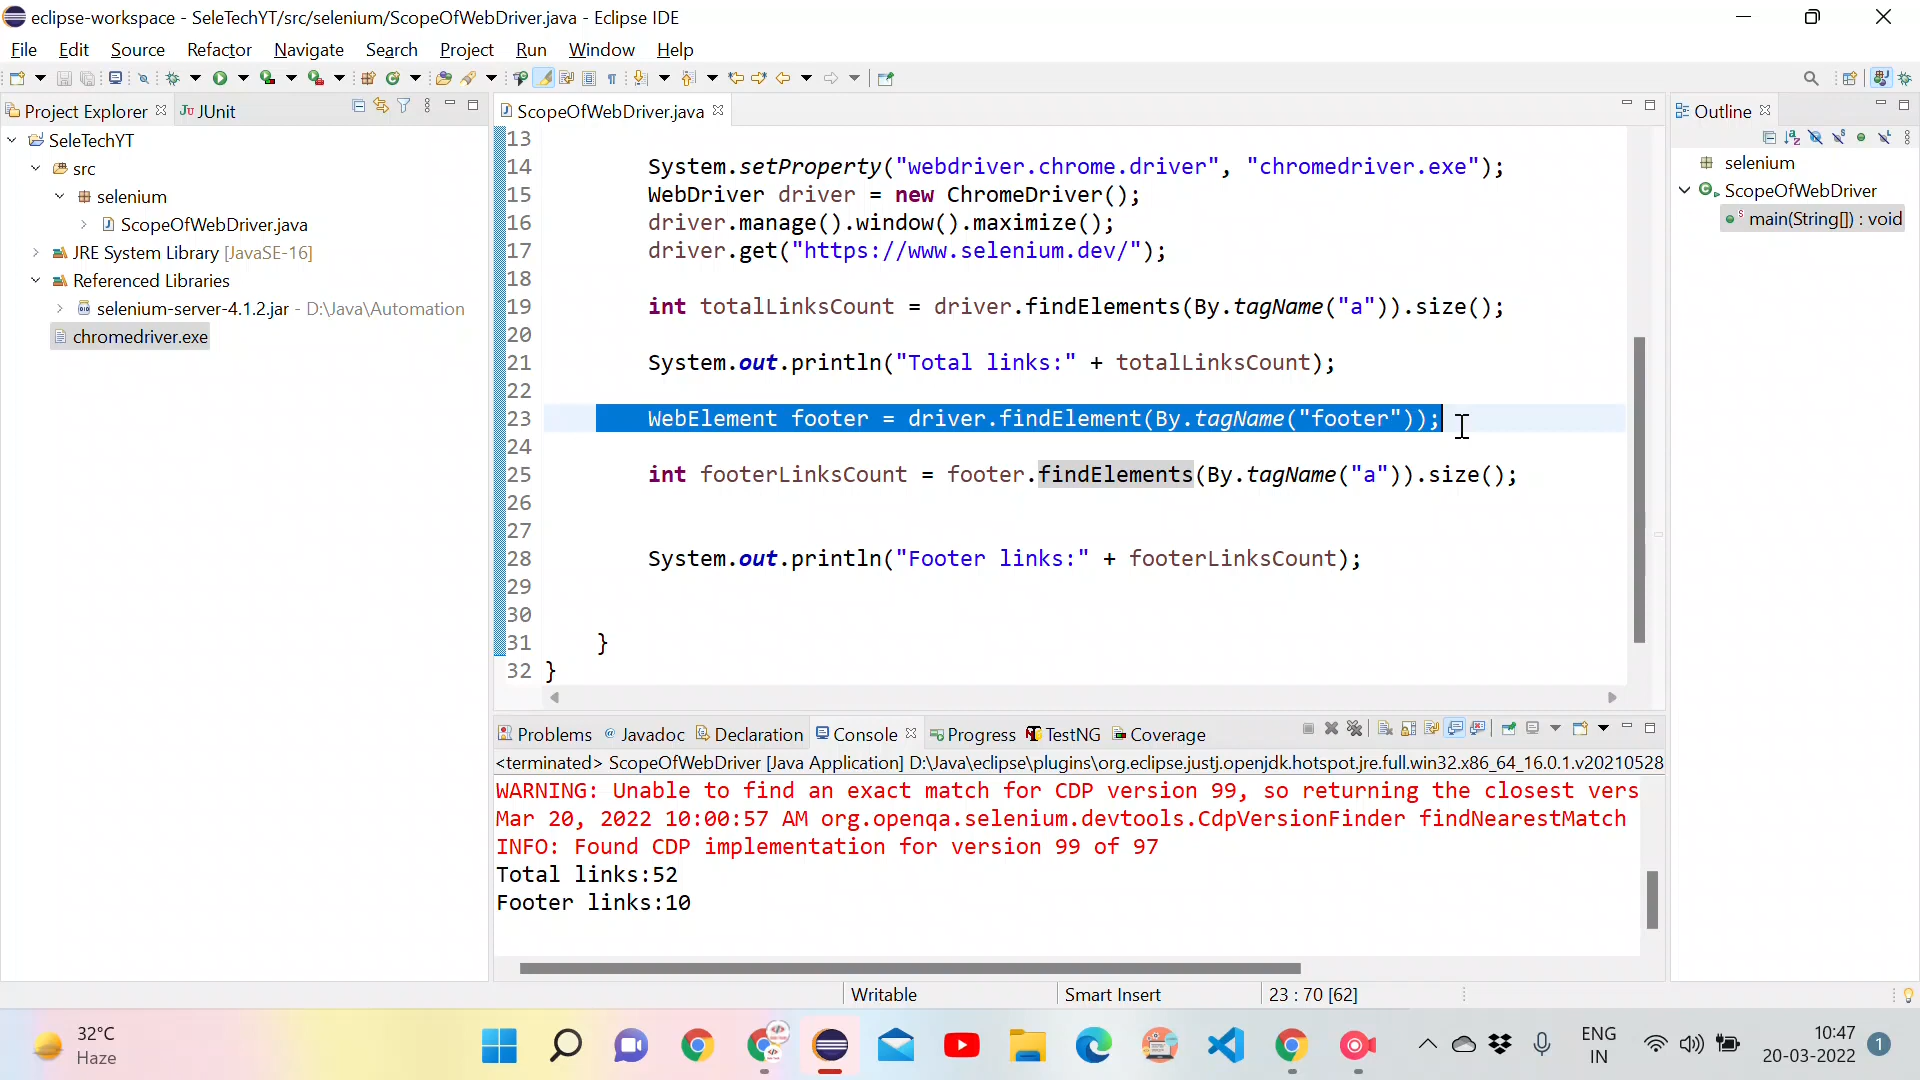 eclipse-workspace - SeleTechYT/src/selenium/ScopeOfWebDriver.java - Eclipse IDE
File Edit Source Refactor Navigate Search Project Run Window Help
Project Explorer
JUnit
SeleTechYT
src
selenium
ScopeOfWebDriver.java
JRE System Library [JavaSE-16]
Referenced Libraries
selenium-server-4.1.2.jar - D:\Java\Automation
chromedriver.exe
ScopeOfWebDriver.java
13
14 System.setProperty("webdriver.chrome.driver", "chromedriver.exe");
15 WebDriver driver = new ChromeDriver();
16 driver.manage().window().maximize();
17 driver.get("https://www.selenium.dev/");
18
19 int totalLinksCount = driver.findElements(By.tagName("a")).size();
20
21 System.out.println("Total links:" + totalLinksCount);
22
23 WebElement footer = driver.findElement(By.tagName("footer"));
24
25 int footerLinksCount = footer.findElements(By.tagName("a")).size();
26
27
28 System.out.println("Footer links:" + footerLinksCount);
29
30
31 }
32 }
Outline
selenium
ScopeOfWebDriver
main(String[]) : void
Problems Javadoc Declaration Console Progress TestNG Coverage
<terminated> ScopeOfWebDriver [Java Application] D:\Java\eclipse\plugins\org.eclipse.justj.openjdk.hotspot.jre.full.win32.x86_64_16.0.1.v20210528
WARNING: Unable to find an exact match for CDP version 99, so returning the closest vers
Mar 20, 2022 10:00:57 AM org.openqa.selenium.devtools.CdpVersionFinder findNearestMatch
INFO: Found CDP implementation for version 99 of 97
Total links:52
Footer links:10
Writable
Smart Insert
23 : 70 [62]
32°C
Haze
ENG
IN
10:47
20-03-2022
1